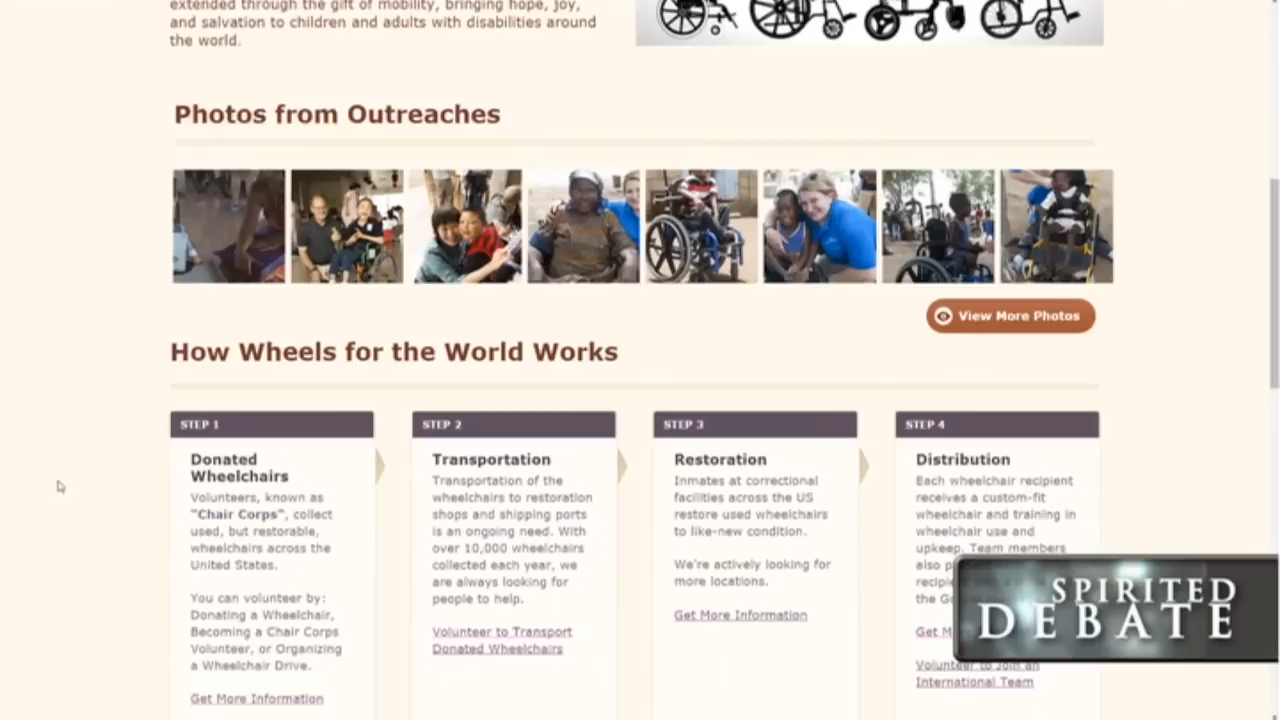 extended through the gift of mobility, bringing hope, joy,
and salvation to children and adults with disabilities around
the world.
Photos from Outreaches
View More Photos
How Wheels for the World Works
STEP 1
Donated
Wheelchairs
Volunteers, known as
"Chair Corps", collect
used, but restorable,
wheelchairs across the
United States.
You can volunteer by:
Donating a Wheelchair,
Becoming a Chair Corps
Volunteer, or Organizing
a Wheelchair Drive.
Get More Information
STEP 2
Transportation
Transportation of the
wheelchairs to restoration
shops and shipping ports
is an ongoing need. With
over 10,000 wheelchairs
collected each year, we
are always looking for
people to help.
Volunteer to Transport
Donated Wheelchairs
STEP 3
Restoration
Inmates at correctional
facilities across the US
restore used wheelchairs
to like-new condition.
We're actively looking for
more locations.
Get More Information
STEP 4
Distribution
Each wheelchair recipient
receives a custom-fit
wheelchair and training in
wheelchair use and
upkeep. Team members
also
the
Volunteer to Join an
International Team
SPIRITED
DEBATE